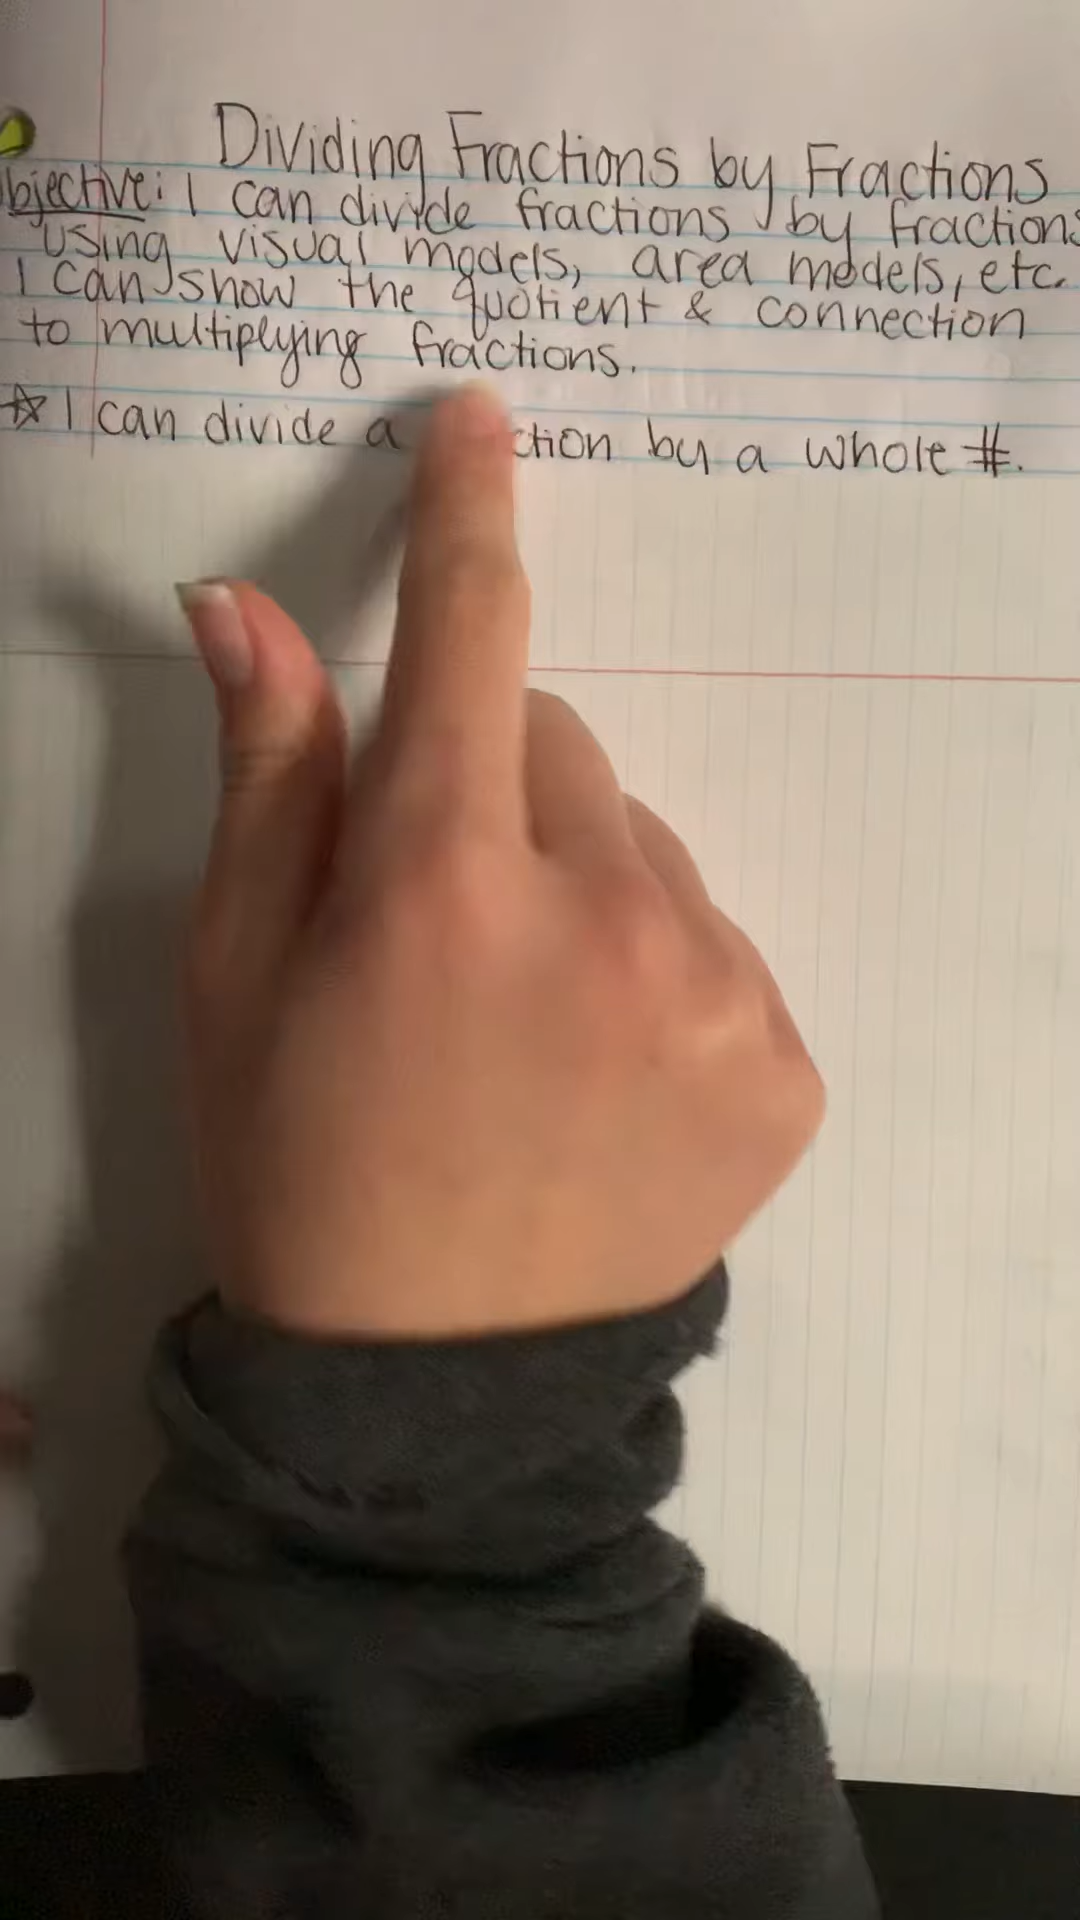 Dividing Fractions by Fractions
bjective: I can divide fractions by fractions
using visual models, area models, etc.
I can show the quotient & connection
to multiplying fractions.
☆ I can divide a ction by a whole #.